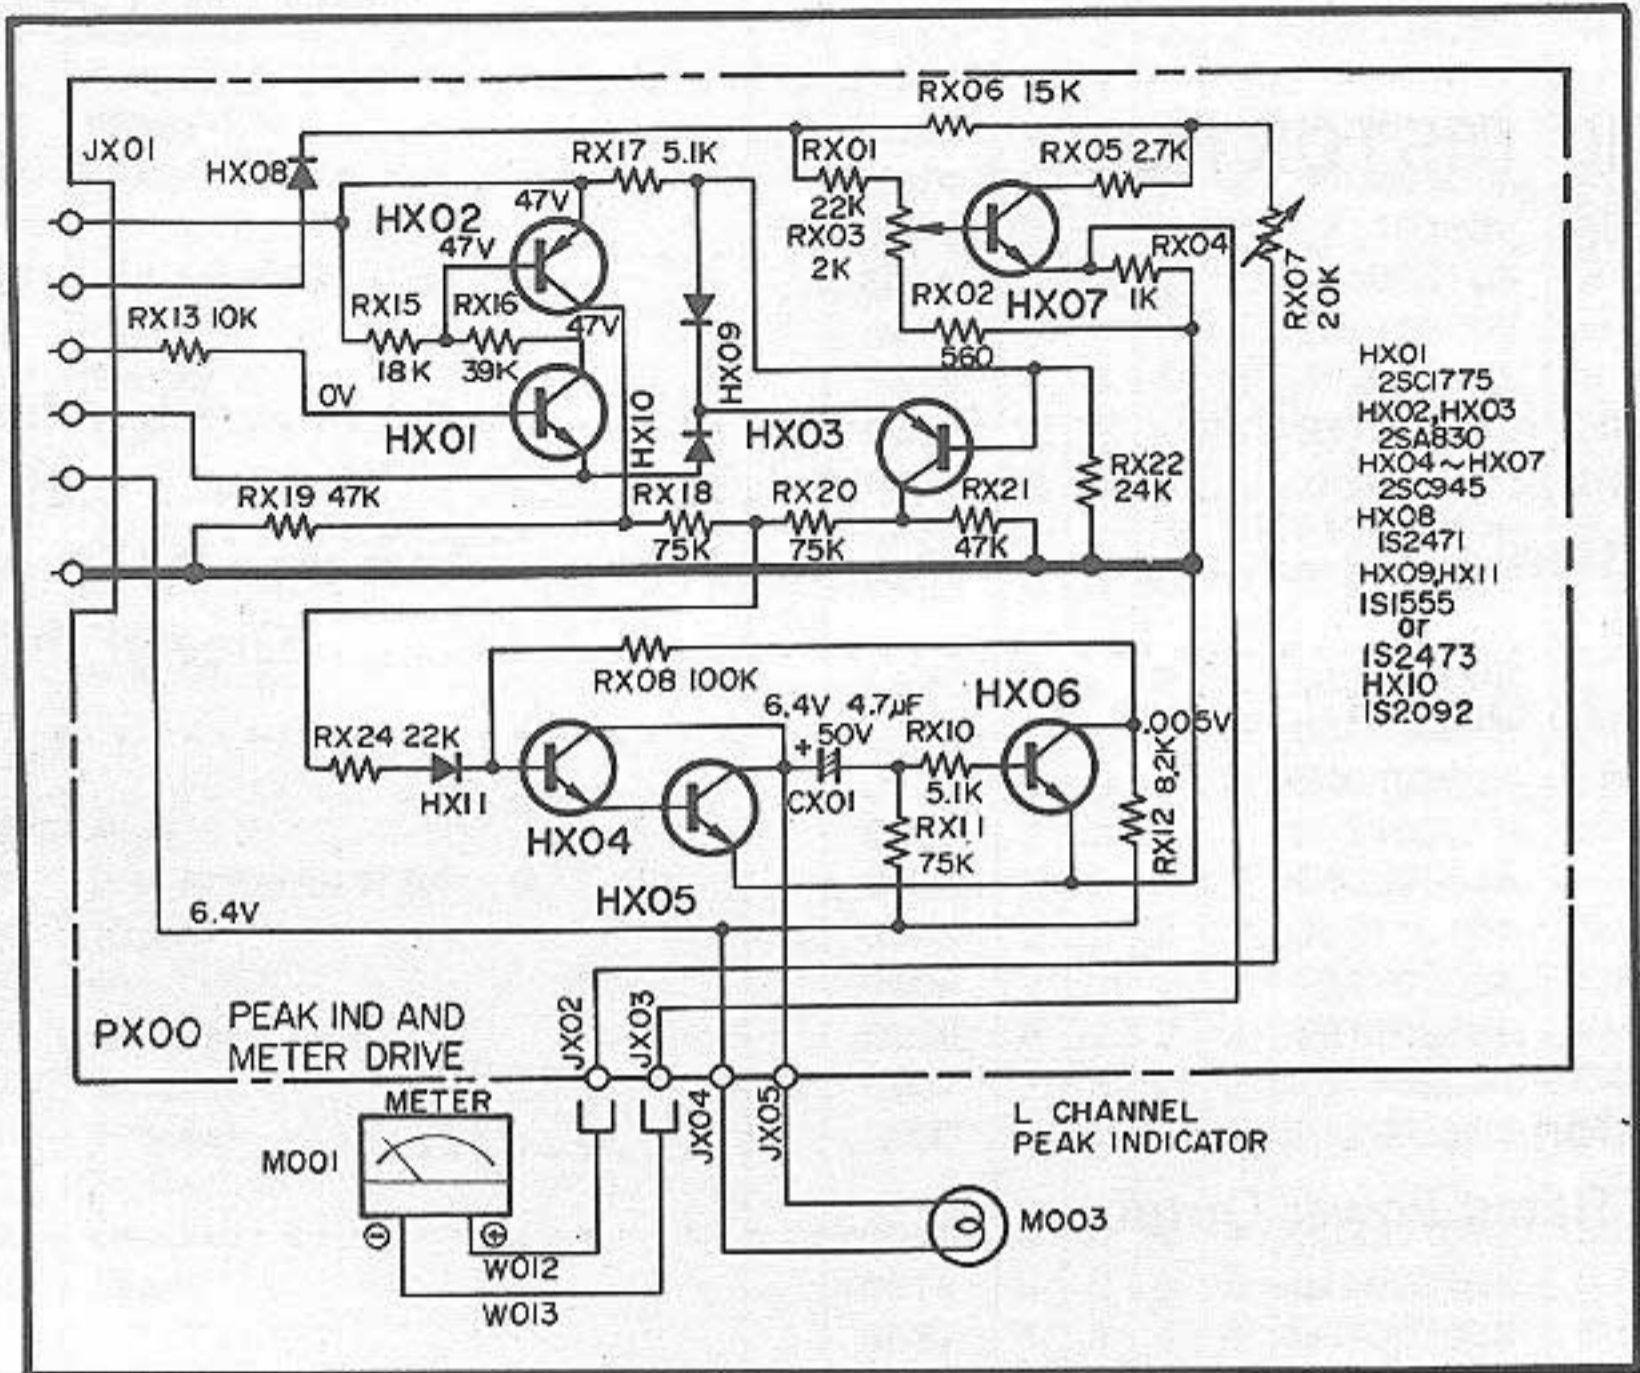 RX06 15K
JX01
HX08
RX17 5.1K
RX01
RX05 2.7K
47V
22K
HX02
47V
RX03
2K
RX04
1K
RX07
20K
RX13 10K
RX15
RX16
47V
RX02
HX07
560
18K
39K
HX09
0V
HX01
HX10
HX03
HX01
2SC1775
HX02,HX03
2SA830
HX04~HX07
2SC945
HX08
IS2471
HX09,HX11
IS1555
or
IS2473
HX10
IS2092
RX22
24K
RX19 47K
RX18
RX20
RX21
75K
75K
47K
RX08 100K
HX06
6.4V
4.7µF
50V
RX10
.005V
RX24 22K
+
HX11
CX01
5.1K
RX12 8.2K
HX04
RX11
75K
HX05
6.4V
PX00
PEAK IND AND
METER DRIVE
JX02
JX03
JX04
JX05
METER
M001
L CHANNEL
PEAK INDICATOR
M003
⊖
⊕
W012
W013